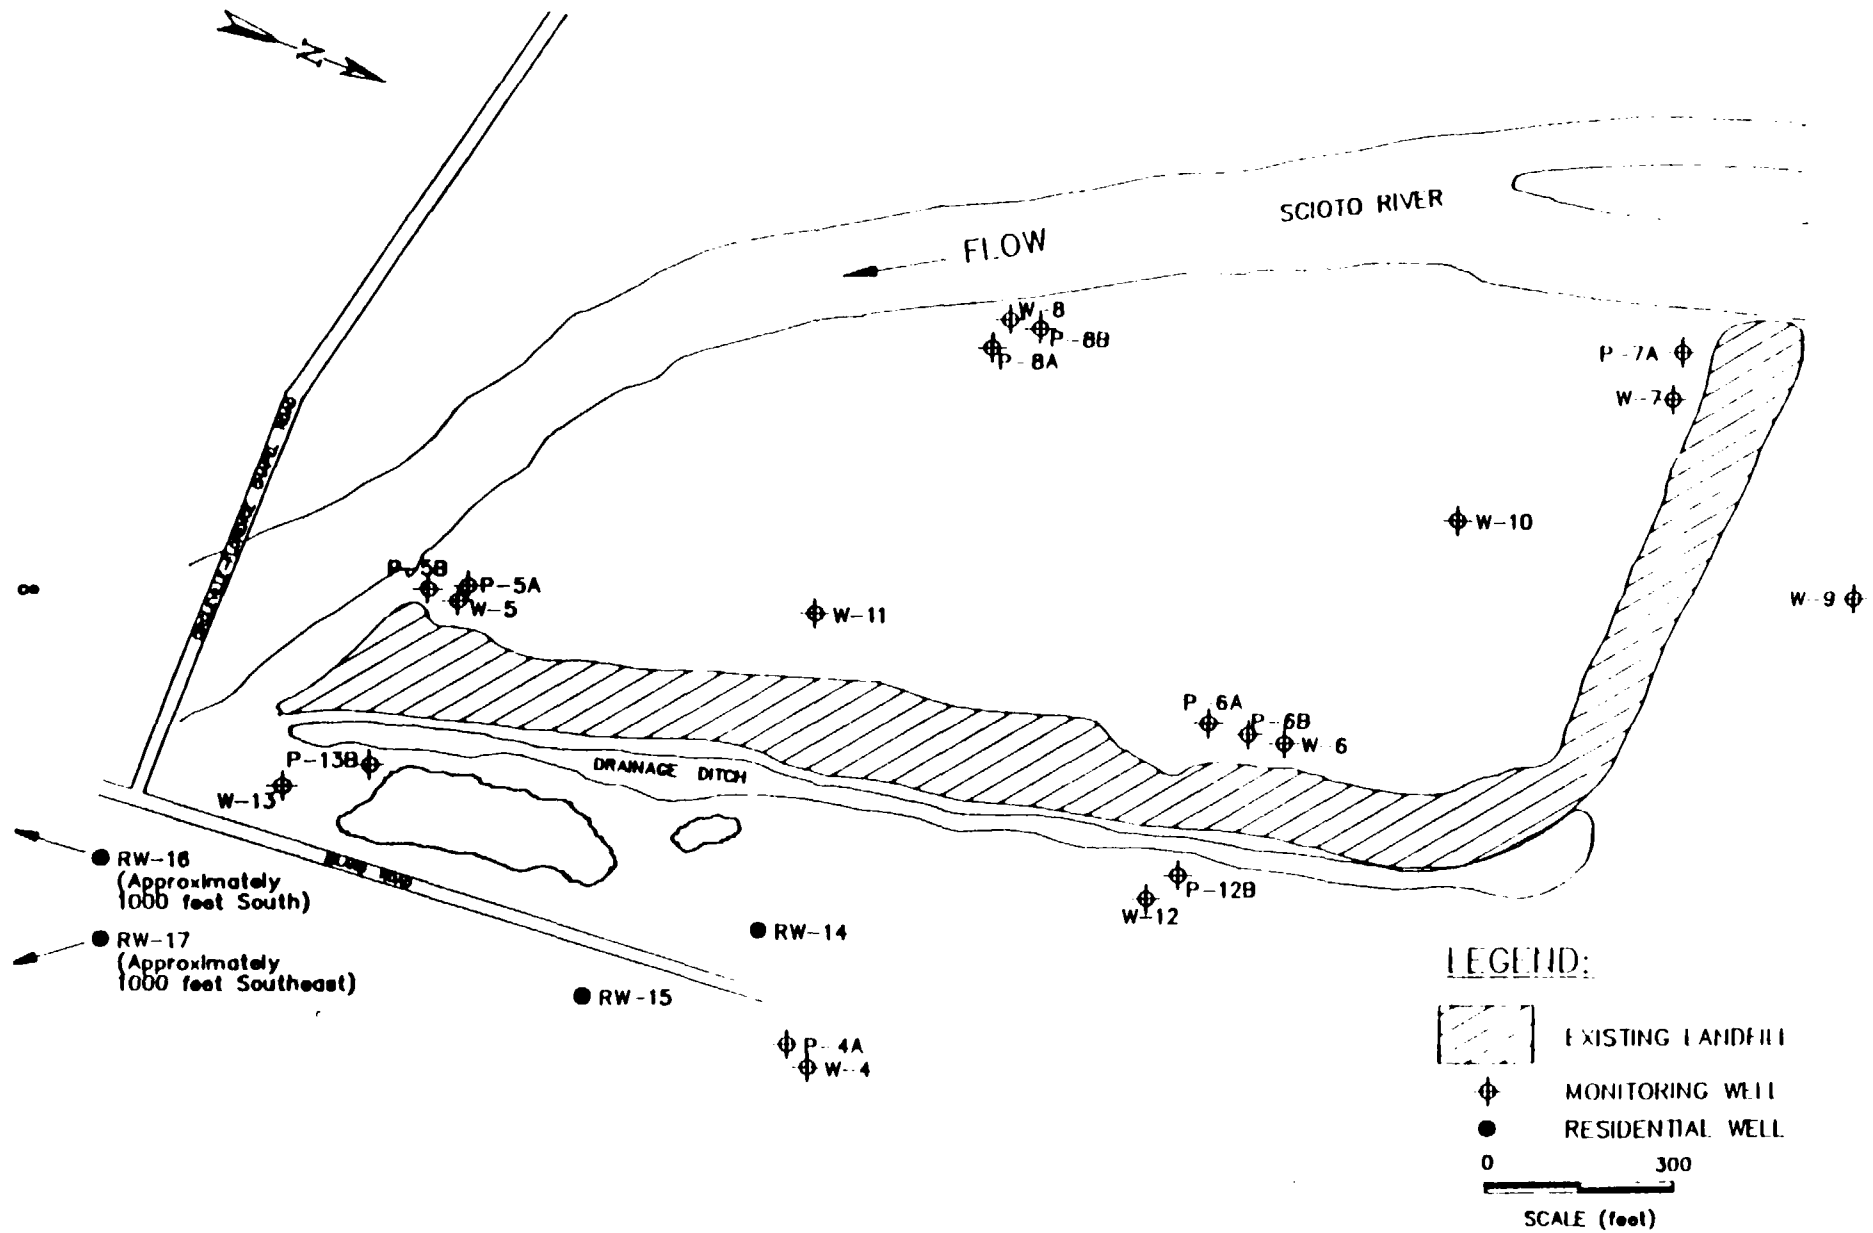 N
SCIOTO RIVER
FLOW
W-8
P-8B
P-8A
P-7A
W-7
W-10
W-9
P-5B
P-5A
W-5
W-11
P-6A
P-6B
W-6
P-13B
W-13
DRAINAGE DITCH
RW-16
(Approximately
1000 feet South)
RW-17
(Approximately
1000 feet Southeast)
RW-14
RW-15
P-12B
W-12
P-4A
W-4
LEGEND:
EXISTING LANDFILL
MONITORING WELL
RESIDENTIAL WELL
0 300
SCALE (feet)